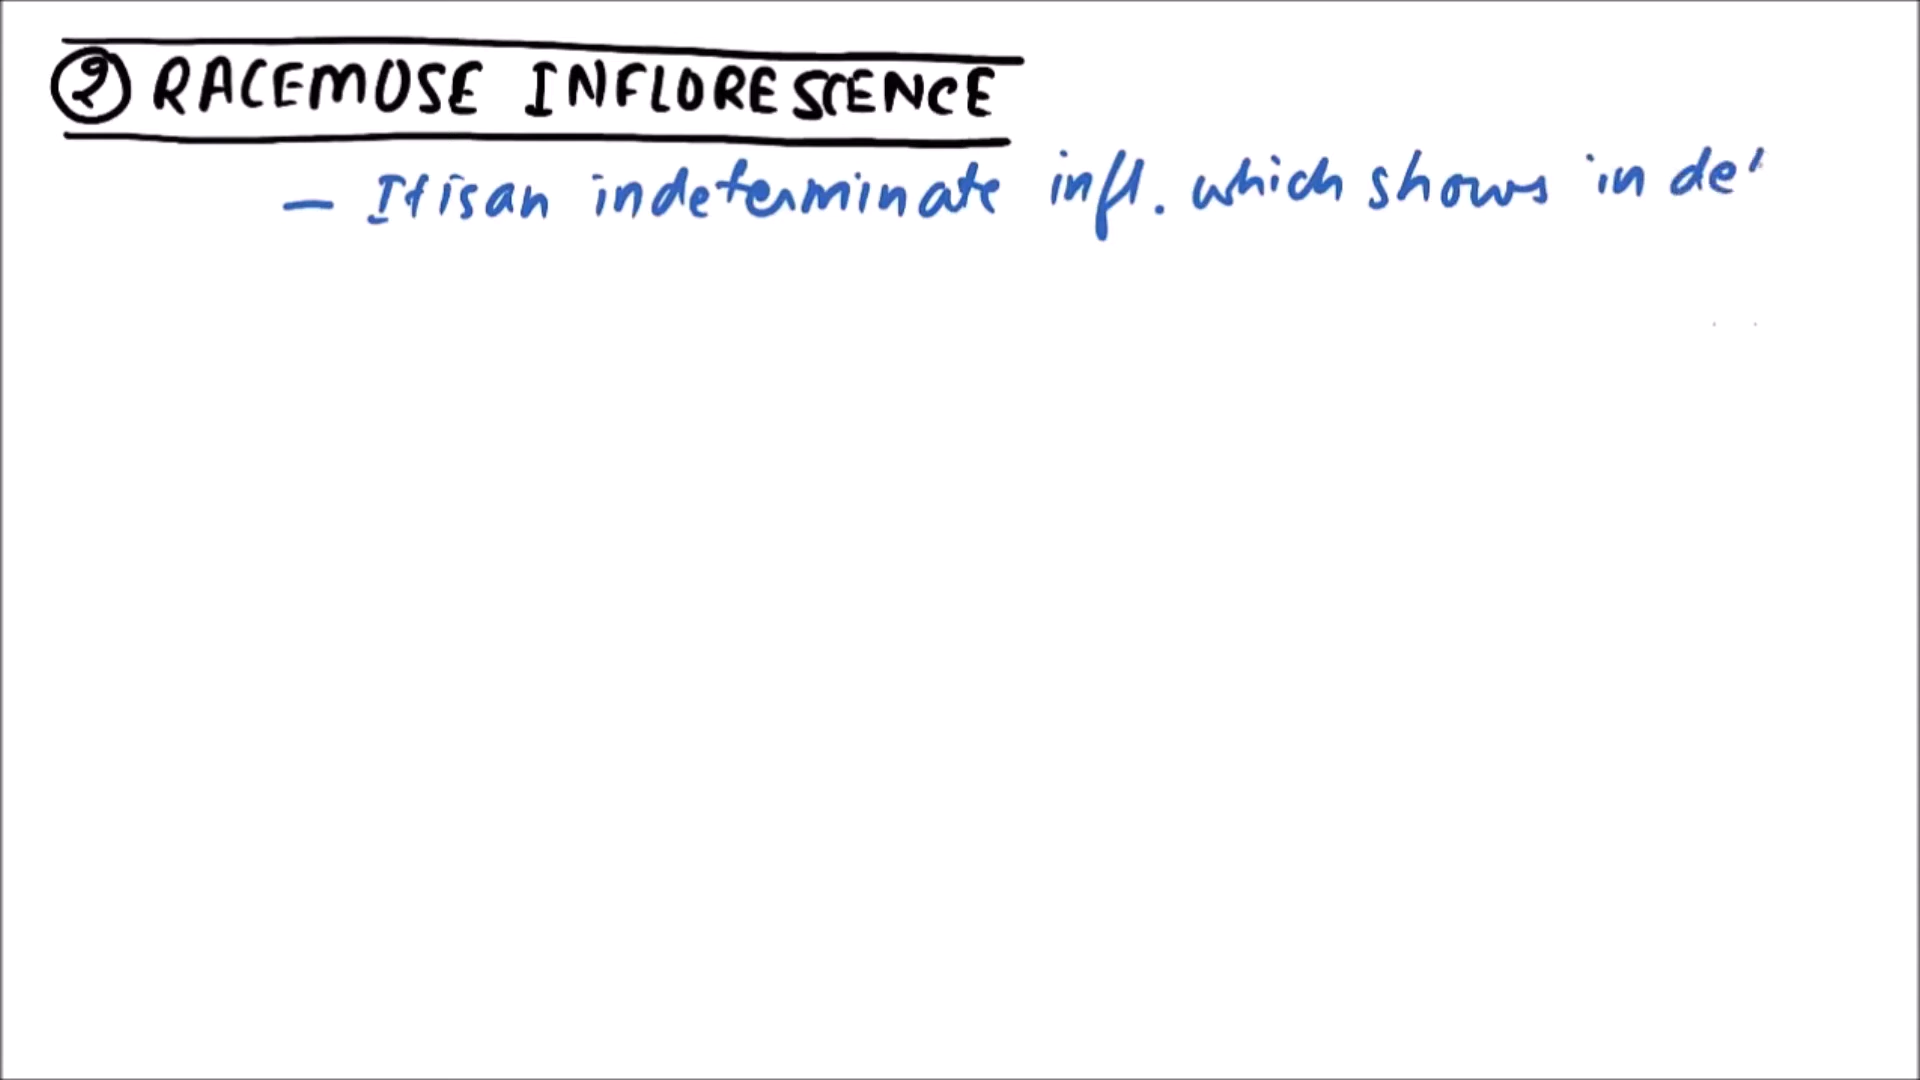 ② RACEMOSE INFLORESCENCE
— It is an indeterminate infl. which shows in de